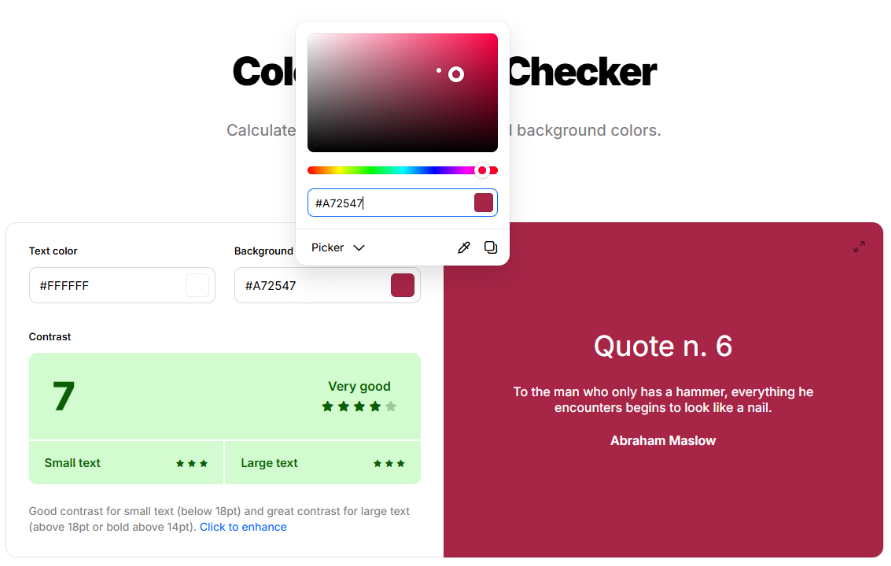 Checker
Calculate
background colors.
#A72547
Picker
Text color
Background
#FFFFFF
#A72547
Contrast
7
Very good
Small text
Large text
Good contrast for small text (below 18pt) and great contrast for large text
(above 18pt or bold above 14pt). Click to enhance
Quote n. 6
To the man who only has a hammer, everything he
encounters begins to look like a nail.
Abraham Maslow